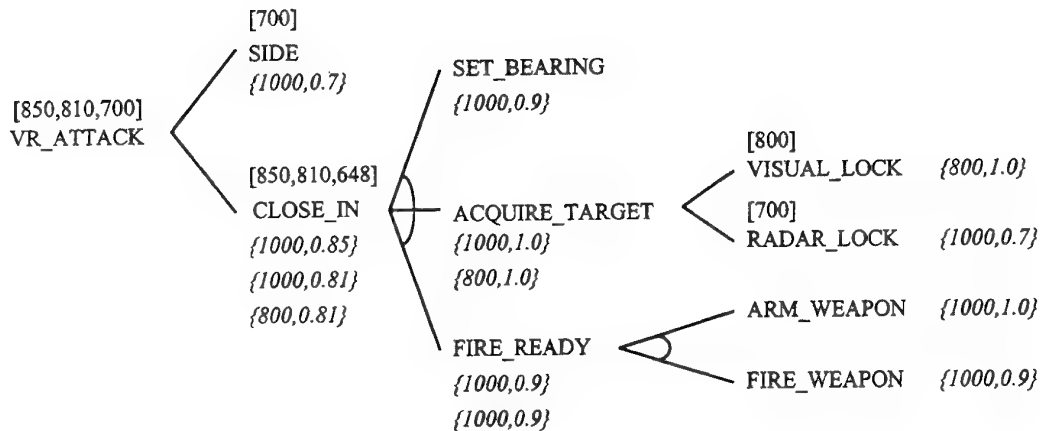 [700]
SIDE
{1000,0.7}
[850,810,700]
VR_ATTACK
[850,810,648]
CLOSE_IN
{1000,0.85}
{1000,0.81}
{800,0.81}
SET_BEARING
{1000,0.9}
ACQUIRE_TARGET
{1000,1.0}
{800,1.0}
FIRE_READY
{1000,0.9}
{1000,0.9}
[800]
VISUAL_LOCK {800,1.0}
[700]
RADAR_LOCK {1000,0.7}
ARM_WEAPON {1000,1.0}
FIRE_WEAPON {1000,0.9}